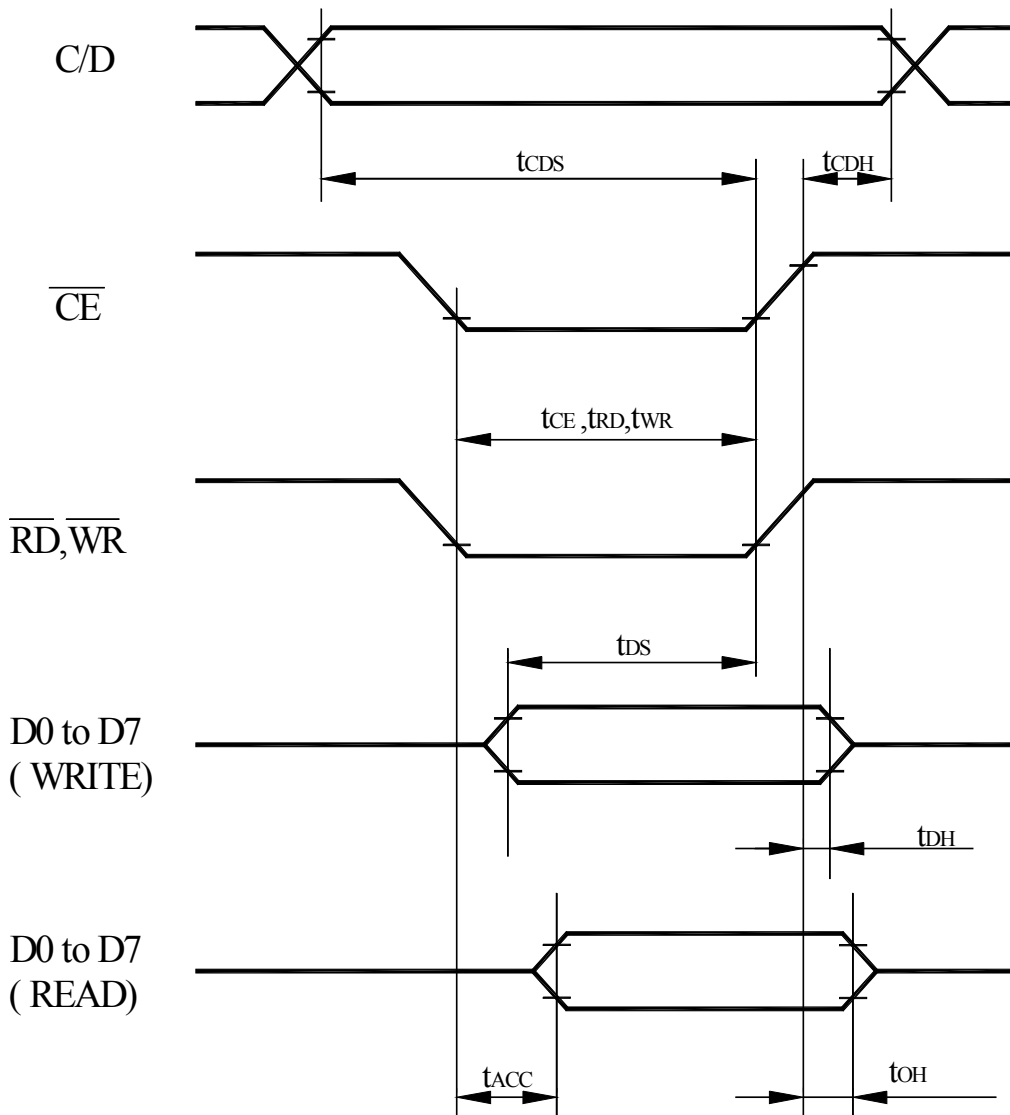 C/D
tCDS
tCDH
CE
tCE ,tRD,tWR
RD,WR
tDS
D0 to D7
( WRITE)
tDH
D0 to D7
( READ)
tACC
tOH